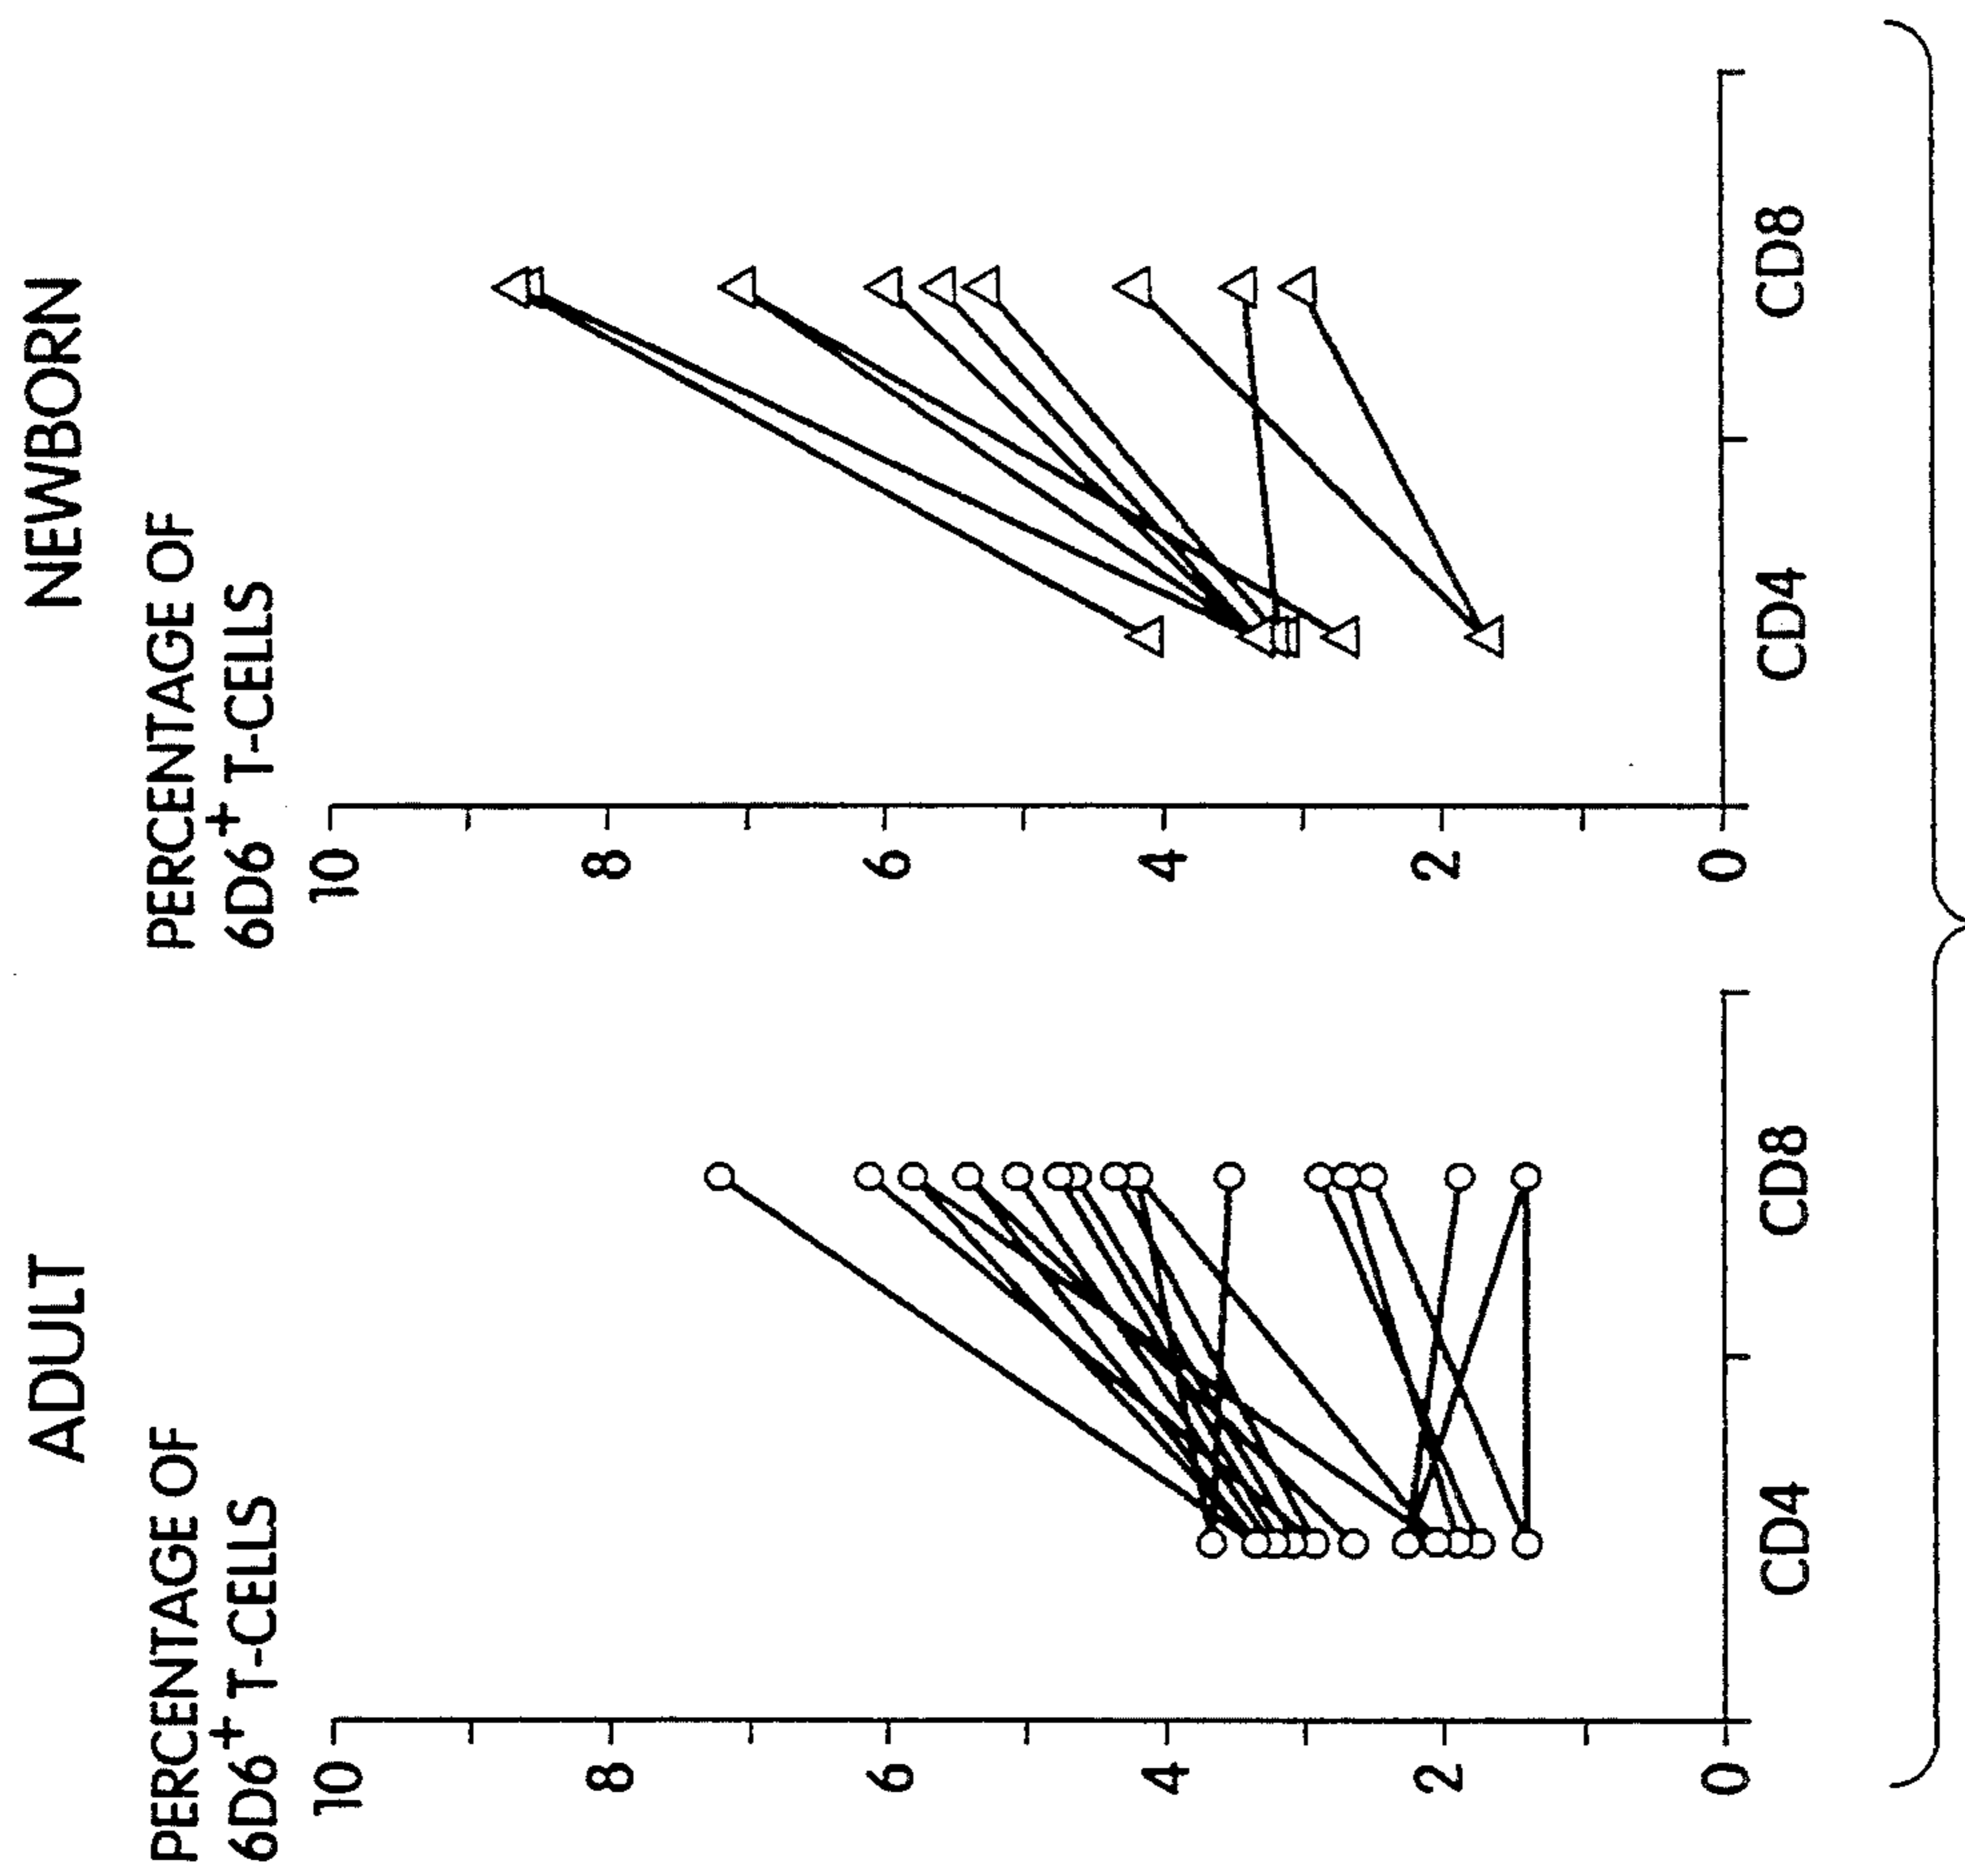 ADULT
PERCENTAGE OF
6D6+ T-CELLS
10
8
6
4
2
0
CD4
CD8
NEWBORN
PERCENTAGE OF
6D6+ T-CELLS
10
8
6
4
2
0
CD4
CD8